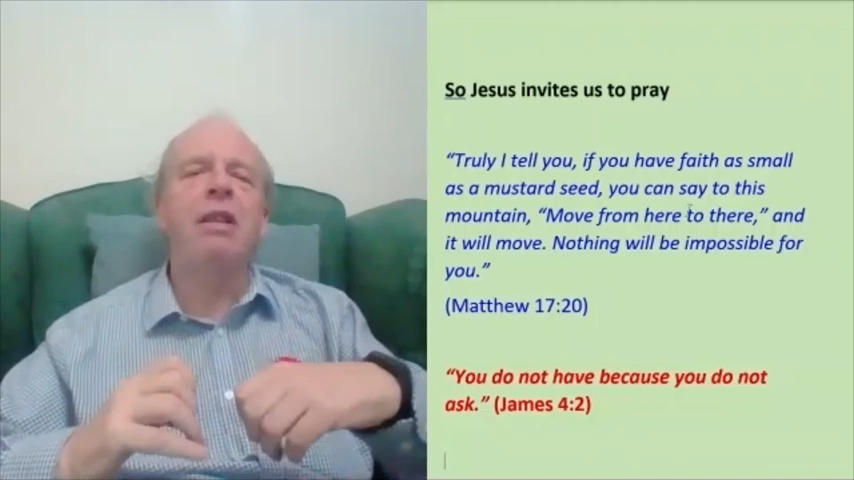 So Jesus invites us to pray
“Truly I tell you, if you have faith as small
as a mustard seed, you can say to this
mountain, “Move from here to there,” and
it will move. Nothing will be impossible for
you.”
(Matthew 17:20)
“You do not have because you do not
ask.” (James 4:2)